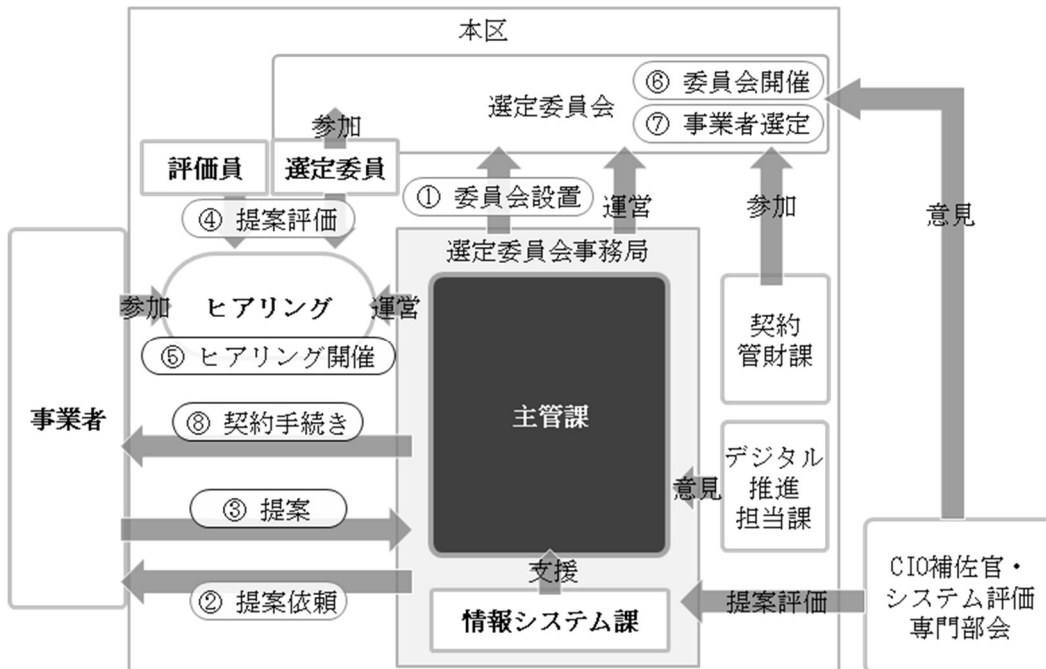 本区
⑥ 委員会開催
選定委員会
⑦ 事業者選定
参加
評価員
選定委員
① 委員会設置
運営
参加
意見
④ 提案評価
選定委員会事務局
参加
ヒアリング
運営
⑤ ヒアリング開催
契約
管財課
事業者
⑧ 契約手続き
主管課
デジタル
推進
担当課
意見
③ 提案
支援
② 提案依頼
情報システム課
提案評価
CIO補佐官・
システム評価
専門部会